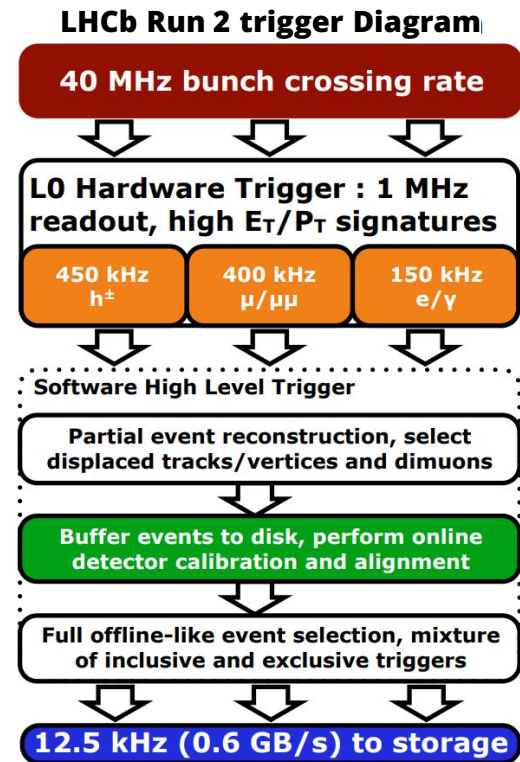 LHCb Run 2 trigger Diagram
40 MHz bunch crossing rate
L0 Hardware Trigger : 1 MHz
readout, high E_T/P_T signatures
450 kHz
h±
400 kHz
μ/μμ
150 kHz
e/γ
Software High Level Trigger
Partial event reconstruction, select
displaced tracks/vertices and dimuons
Buffer events to disk, perform online
detector calibration and alignment
Full offline-like event selection, mixture
of inclusive and exclusive triggers
12.5 kHz (0.6 GB/s) to storage